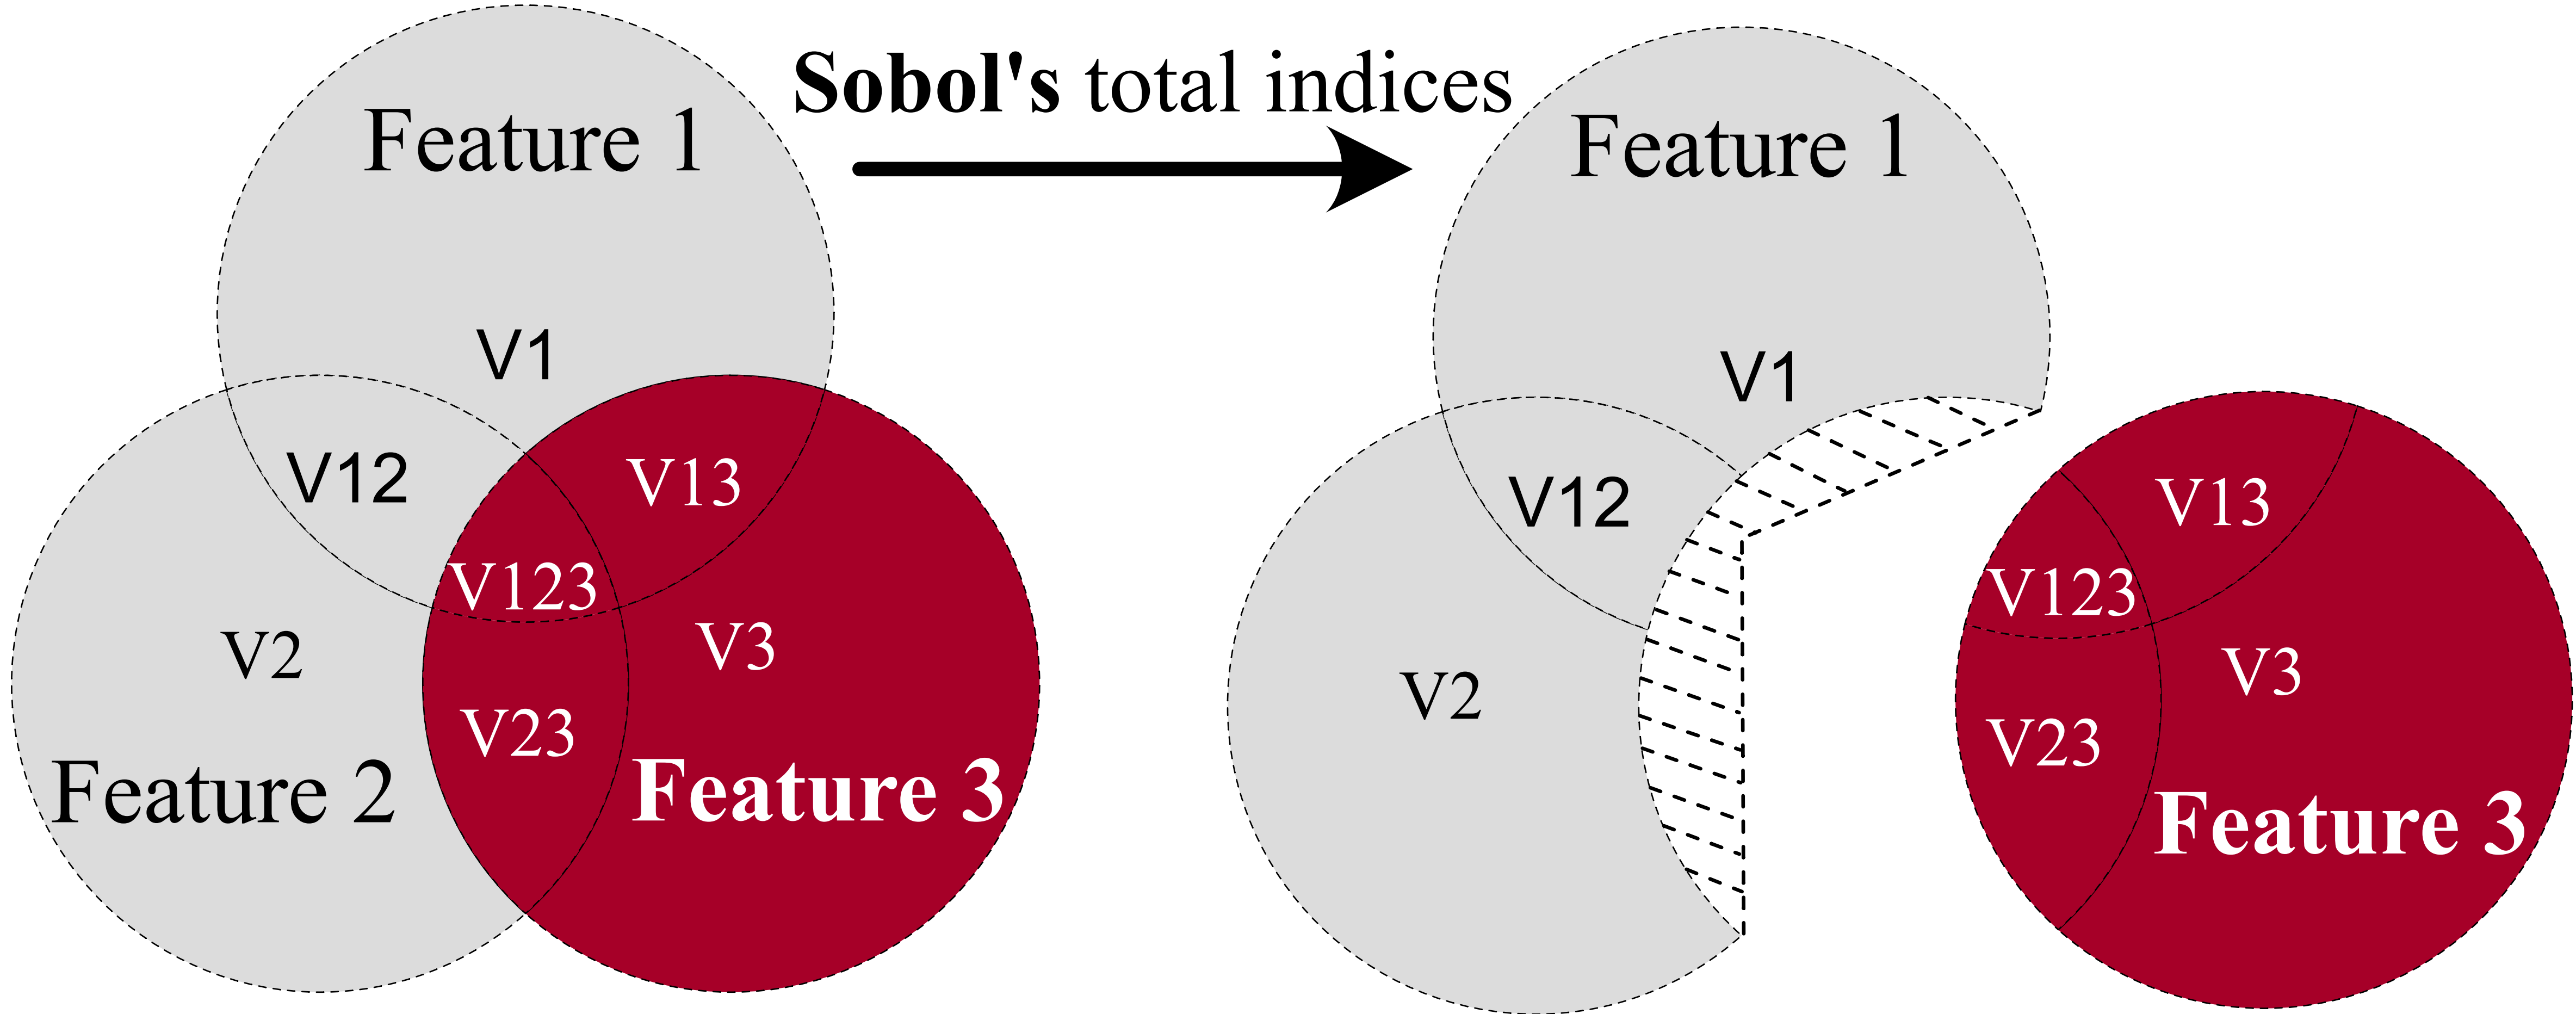 Sobol's total indices
Feature 1
V1
V12
V13
V123
V2
V3
V23
Feature 2
Feature 3
Feature 1
V1
V12
V13
V123
V2
V3
V23
Feature 3